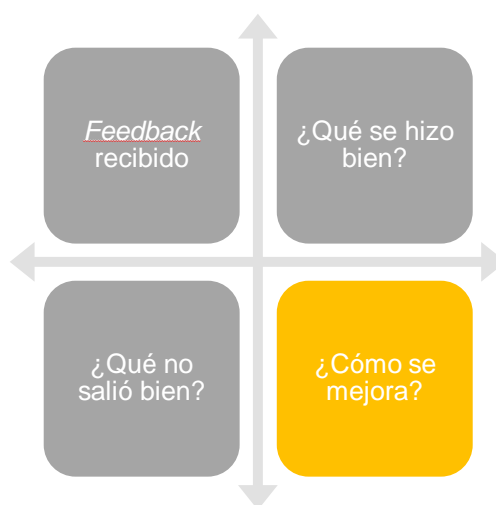 Feedback
recibido
¿Qué se hizo
bien?
¿Qué no
salió bien?
¿Cómo se
mejora?